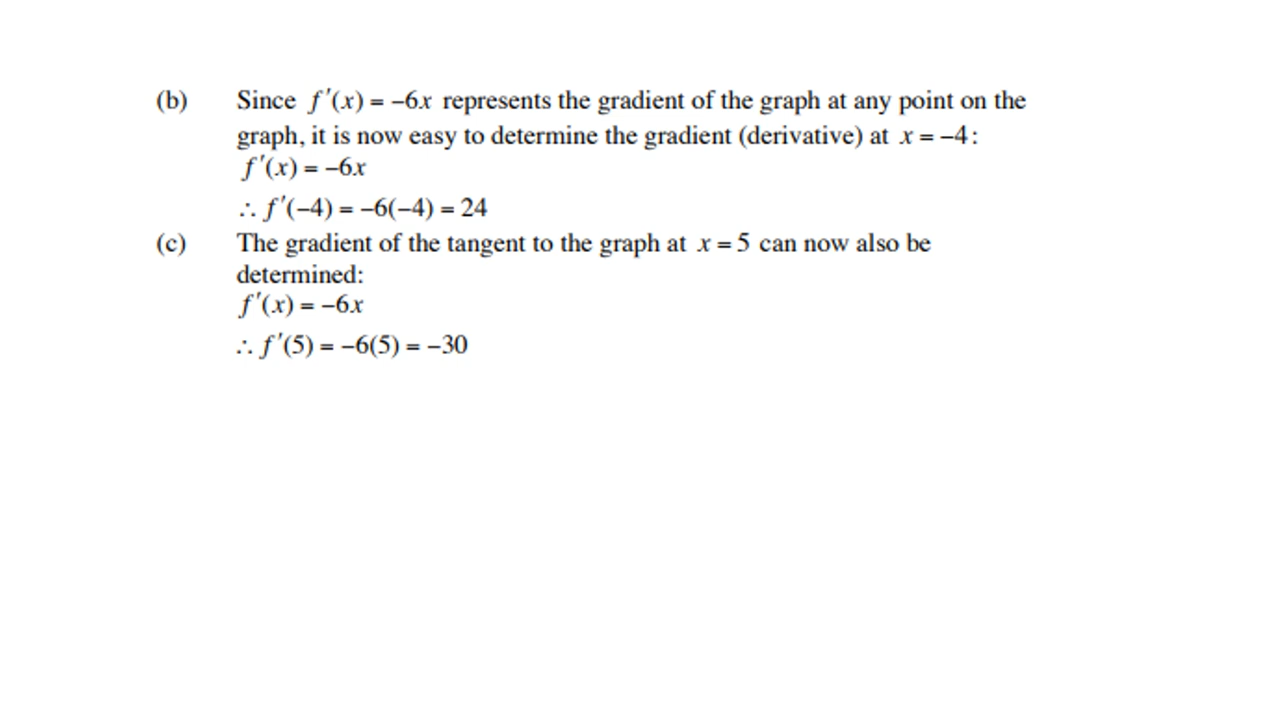 (b) Since f′(x) = −6x represents the gradient of the graph at any point on the
graph, it is now easy to determine the gradient (derivative) at x = −4:
f′(x) = −6x
∴ f′(−4) = −6(−4) = 24
(c) The gradient of the tangent to the graph at x = 5 can now also be
determined:
f′(x) = −6x
∴ f′(5) = −6(5) = −30